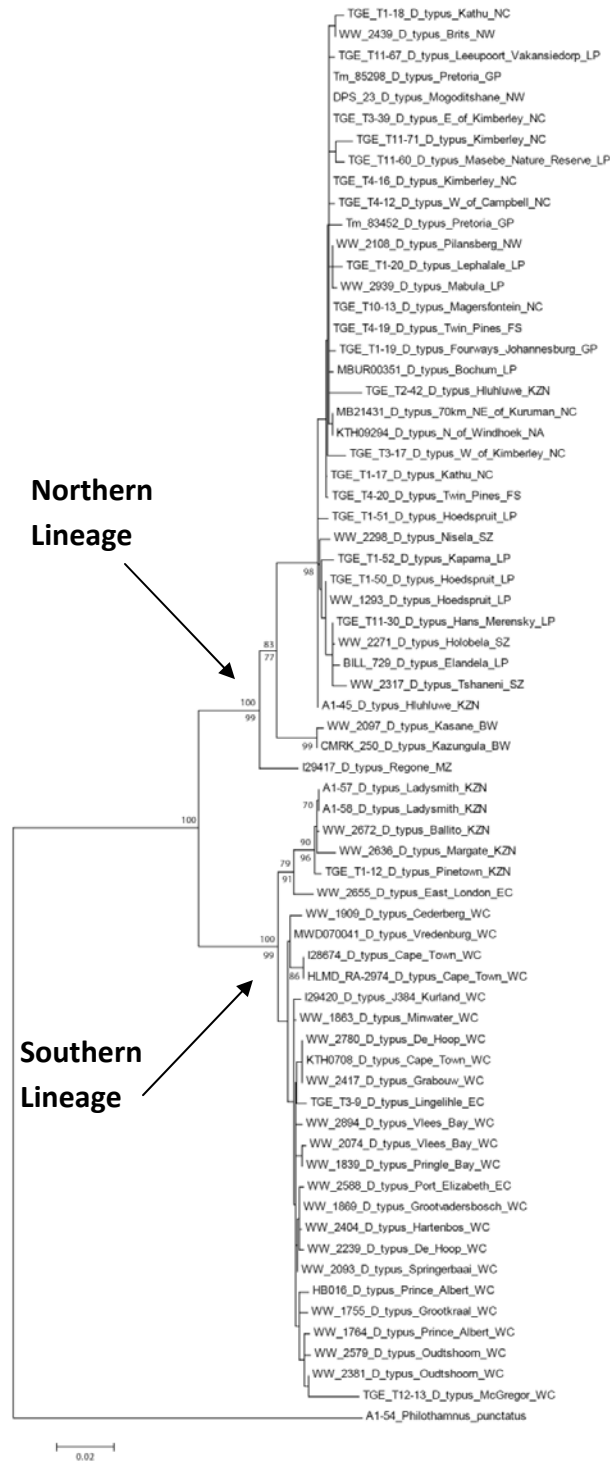 TGE_T1-18_D_typus_Kathu_NC
WW_2439_D_typus_Brits_NW
TGE_T11-67_D_typus_Leeupoort_Vakansiedorp_LP
Tm_85298_D_typus_Pretoria_GP
DPS_23_D_typus_Mogoditshane_NW
TGE_T3-39_D_typus_E_of_Kimberley_NC
TGE_T11-71_D_typus_Kimberley_NC
TGE_T11-60_D_typus_Masebe_Nature_Reserve_LP
TGE_T4-16_D_typus_Kimberley_NC
TGE_T4-12_D_typus_W_of_Campbell_NC
Tm_83452_D_typus_Pretoria_GP
WW_2108_D_typus_Pilansberg_NW
TGE_T1-20_D_typus_Lephalale_LP
WW_2939_D_typus_Mabula_LP
TGE_T10-13_D_typus_Magersfontein_NC
TGE_T4-19_D_typus_Twin_Pines_FS
TGE_T1-19_D_typus_Fourways_Johannesburg_GP
MBUR00351_D_typus_Bochum_LP
TGE_T2-42_D_typus_Hluhluwe_KZN
MB21431_D_typus_70km_NE_of_Kuruman_NC
KTH09294_D_typus_N_of_Windhoek_NA
TGE_T3-17_D_typus_W_of_Kimberley_NC
TGE_T1-17_D_typus_Kathu_NC
TGE_T4-20_D_typus_Twin_Pines_FS
TGE_T1-51_D_typus_Hoedspruit_LP
WW_2298_D_typus_Nisela_SZ
TGE_T1-52_D_typus_Kapama_LP
TGE_T1-50_D_typus_Hoedspruit_LP
WW_1293_D_typus_Hoedspruit_LP
TGE_T11-30_D_typus_Hans_Merensky_LP
WW_2271_D_typus_Holobela_SZ
BILL_729_D_typus_Elandela_LP
WW_2317_D_typus_Tshaneni_SZ
A1-45_D_typus_Hluhluwe_KZN
WW_2097_D_typus_Kasane_BW
CMRK_250_D_typus_Kazungula_BW
I29417_D_typus_Regone_MZ
A1-57_D_typus_Ladysmith_KZN
A1-58_D_typus_Ladysmith_KZN
WW_2672_D_typus_Ballito_KZN
WW_2636_D_typus_Margate_KZN
TGE_T1-12_D_typus_Pinetown_KZN
WW_2655_D_typus_East_London_EC
WW_1909_D_typus_Cederberg_WC
MWD070041_D_typus_Vredenburg_WC
I28674_D_typus_Cape_Town_WC
HLMD_RA-2974_D_typus_Cape_Town_WC
I29420_D_typus_J384_Kurland_WC
WW_1863_D_typus_Minwater_WC
WW_2780_D_typus_De_Hoop_WC
KTH0708_D_typus_Cape_Town_WC
WW_2417_D_typus_Grabouw_WC
TGE_T3-9_D_typus_Lingelihle_EC
WW_2894_D_typus_Vlees_Bay_WC
WW_2074_D_typus_Vlees_Bay_WC
WW_1839_D_typus_Pringle_Bay_WC
WW_2588_D_typus_Port_Elizabeth_EC
WW_1869_D_typus_Grootvadersbosch_WC
WW_2404_D_typus_Hartenbos_WC
WW_2239_D_typus_De_Hoop_WC
WW_2093_D_typus_Springerbaai_WC
HB016_D_typus_Prince_Albert_WC
WW_1755_D_typus_Grootkraal_WC
WW_1764_D_typus_Prince_Albert_WC
WW_2579_D_typus_Oudtshoorn_WC
WW_2381_D_typus_Oudtshoorn_WC
TGE_T12-13_D_typus_McGregor_WC
A1-54_Philothamnus_punctatus
Northern
Lineage
Southern
Lineage
98
83
77
100
99
99
100
70
90
96
79
91
100
99
86
0.02